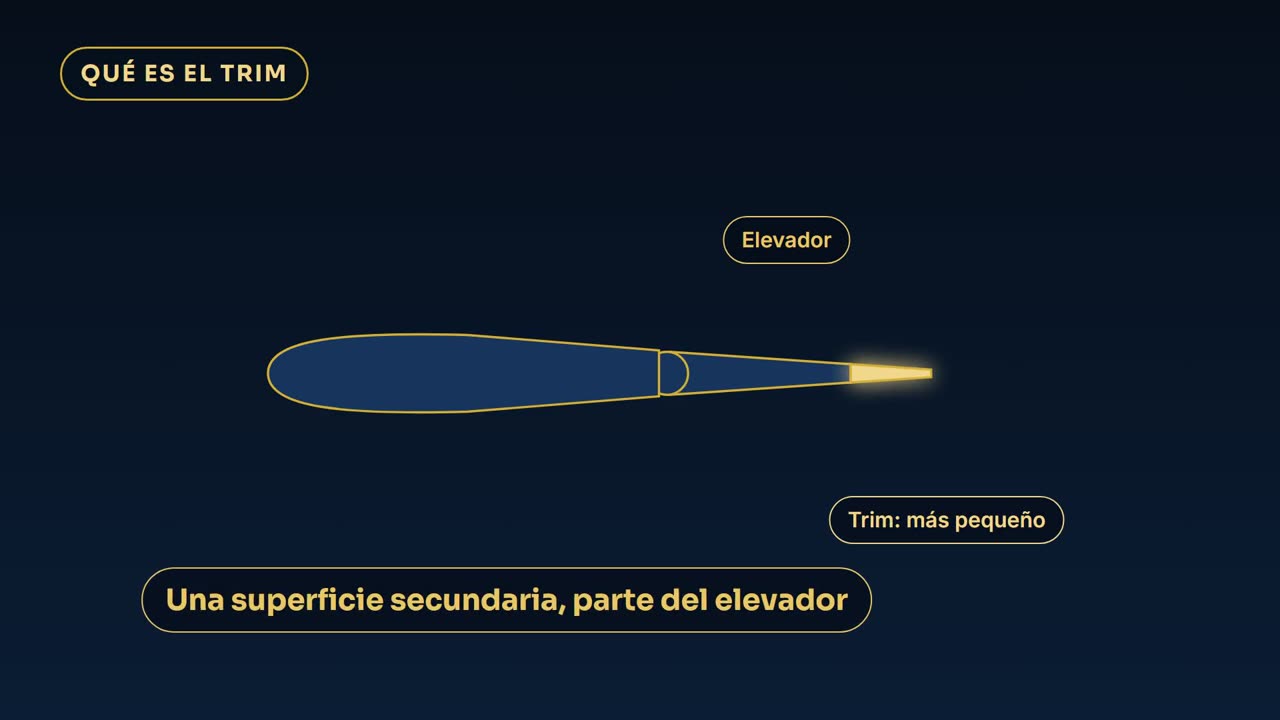 QUÉ ES EL TRIM
Elevador
Trim: más pequeño
Una superficie secundaria, parte del elevador